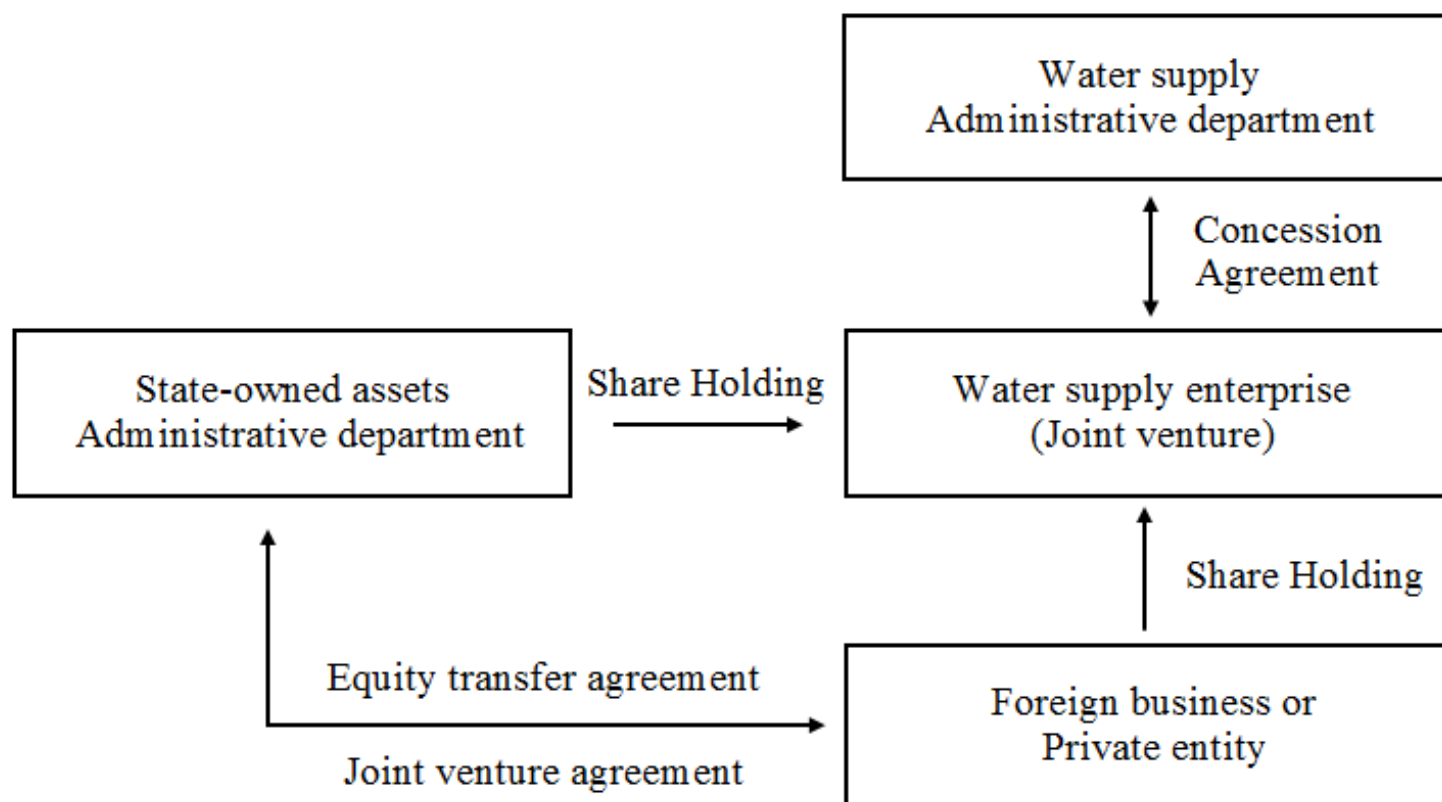 Water supply
Administrative department
Concession
Agreement
State-owned assets
Administrative department
Share Holding
Water supply enterprise
(Joint venture)
Share Holding
Equity transfer agreement
Joint venture agreement
Foreign business or
Private entity